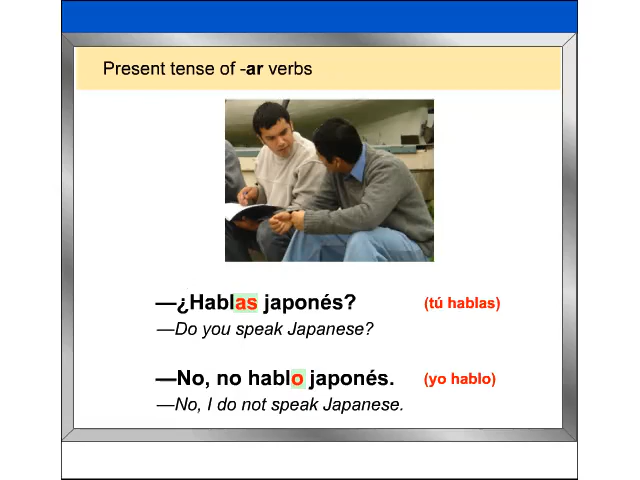 Present tense of -ar verbs
—¿Hablas japonés? (tú hablas)
—Do you speak Japanese?
—No, no hablo japonés. (yo hablo)
—No, I do not speak Japanese.